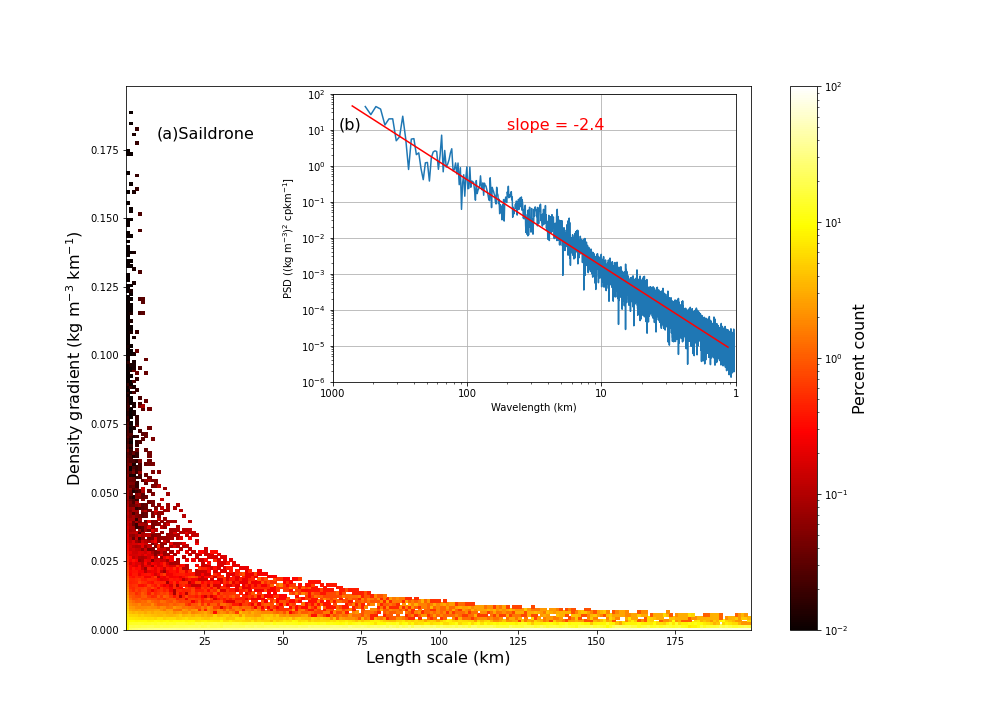 (a)Saildrone
(b)
slope = -2.4
10²
10¹
10⁰
10⁻¹
10⁻²
10⁻³
10⁻⁴
10⁻⁵
10⁻⁶
PSD ((kg m⁻³)² cpkm⁻¹]
1000 100 10 1
Wavelength (km)
0.175
0.150
0.125
0.100
0.075
0.050
0.025
0.000
Density gradient (kg m⁻³ km⁻¹)
25 50 75 100 125 150 175
Length scale (km)
10²
10¹
10⁰
10⁻¹
10⁻²
Percent count